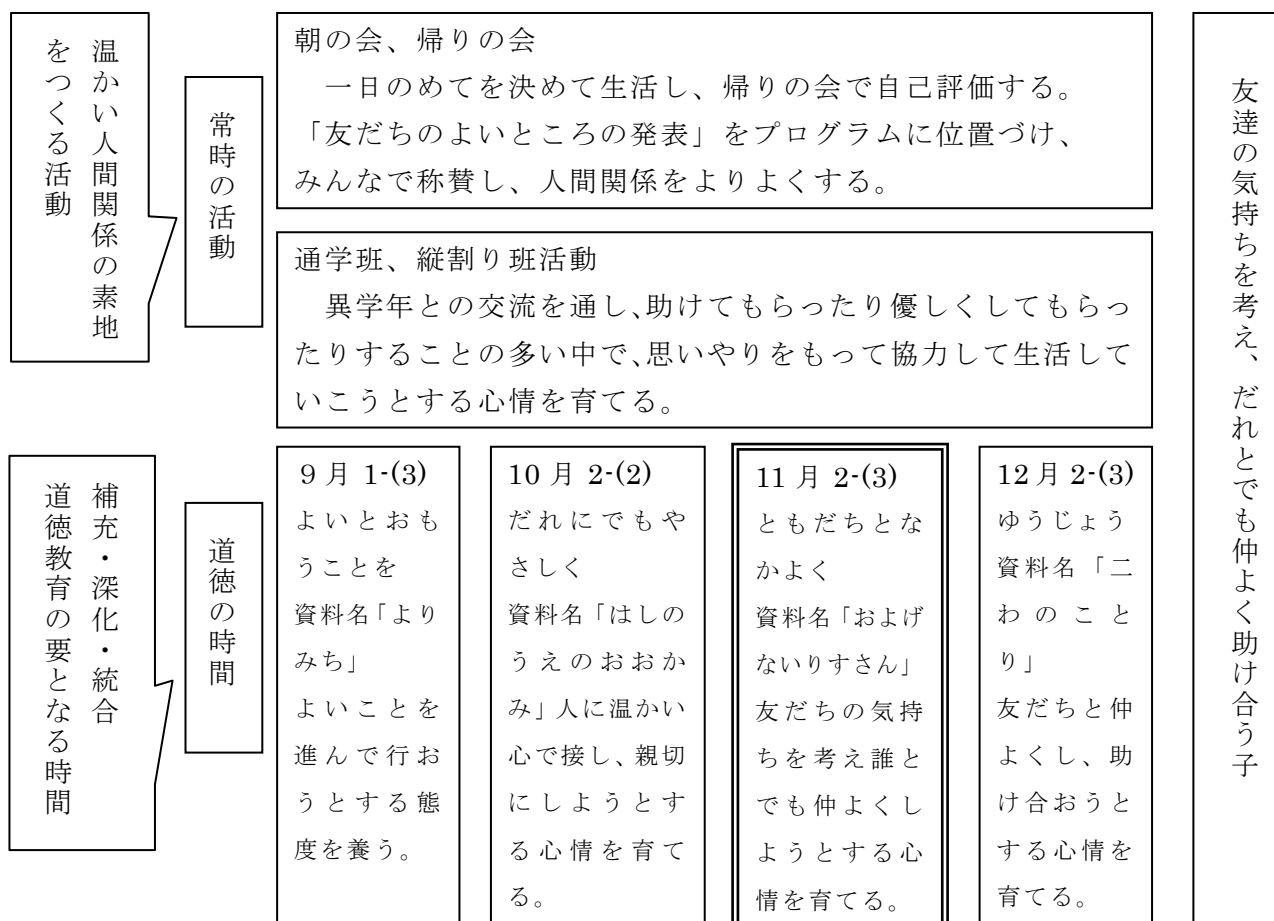 温かい人間関係の素地
をつくる活動
常時の活動
朝の会、帰りの会
一日のめてを決めて生活し、帰りの会で自己評価する。
「友だちのよいところの発表」をプログラムに位置づけ、
みんなで称賛し、人間関係をよりよくする。
通学班、縦割り班活動
異学年との交流を通し、助けてもらったり優しくしてもらっ
たりすることの多い中で、思いやりをもって協力して生活して
いこうとする心情を育てる。
補充・深化・統合
道徳教育の要となる時間
道徳の時間
9月 1-(3)
よいとおも
うことを
資料名「より
みち」
よいことを
進んで行お
うとする態
度を養う。
10月 2-(2)
だれにでもや
さしく
資料名「はしの
うえのおおか
み」人に温かい
心で接し、親切
にしようとす
る心情を育て
る。
11月 2-(3)
ともだちとな
かよく
資料名「およげ
ないりすさん」
友だちの気持
ちを考え誰と
でも仲よくし
ようとする心
情を育てる。
12月 2-(3)
ゆうじょう
資料名「二
わのこと
り」
友だちと仲
よくし、助
け合おうと
する心情を
育てる。
友達の気持ちを考え、だれとでも仲よく助け合う子